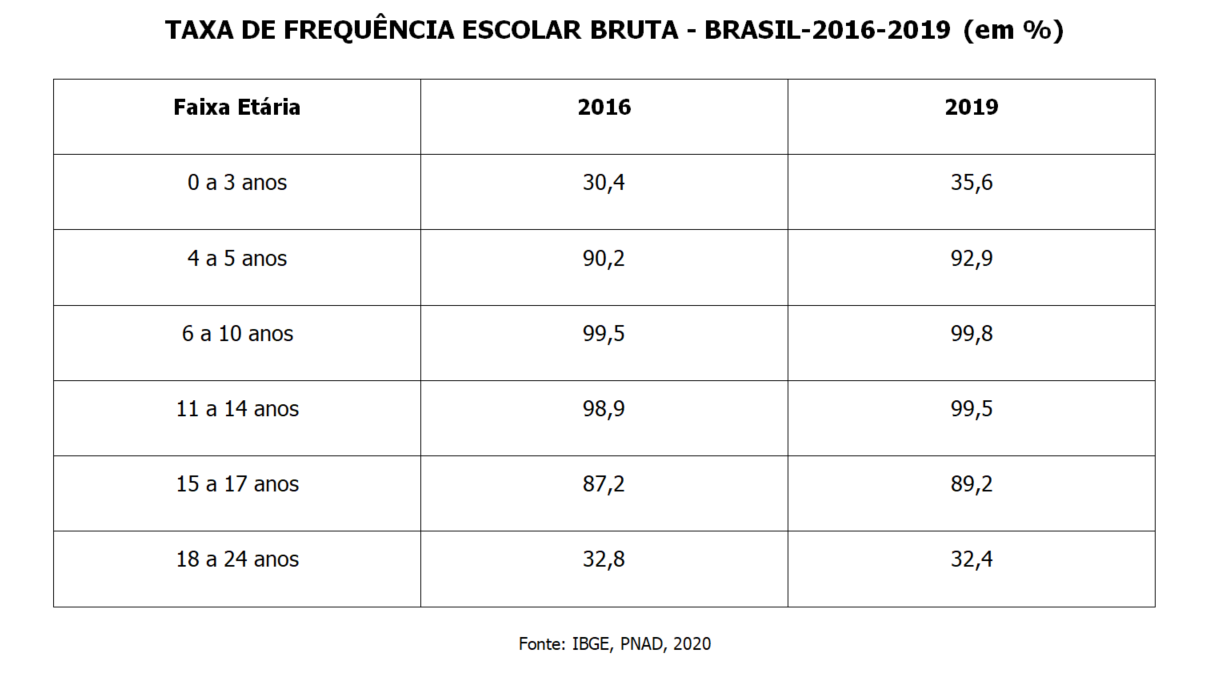 TAXA DE FREQUÊNCIA ESCOLAR BRUTA - BRASIL-2016-2019 (em %)
Faixa Etária 2016 2019
0 a 3 anos 30,4 35,6
4 a 5 anos 90,2 92,9
6 a 10 anos 99,5 99,8
11 a 14 anos 98,9 99,5
15 a 17 anos 87,2 89,2
18 a 24 anos 32,8 32,4
Fonte: IBGE, PNAD, 2020